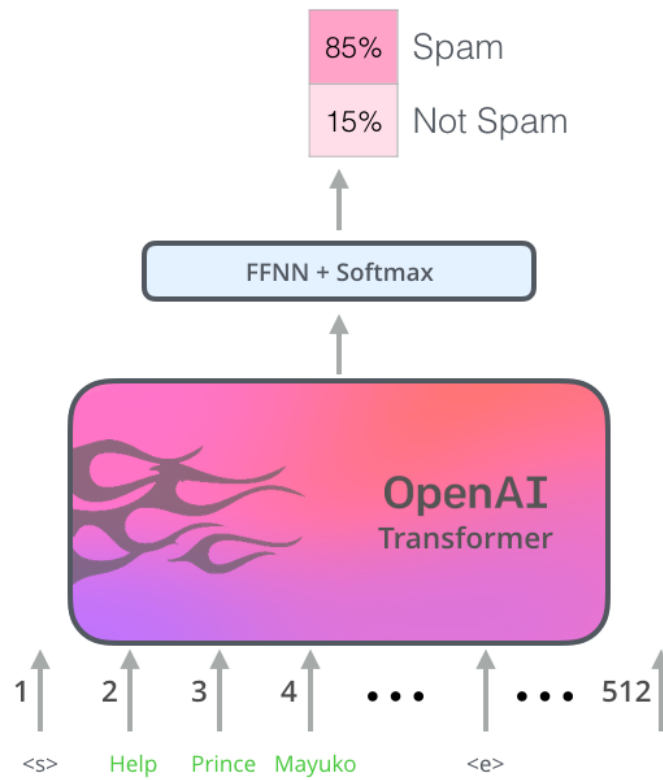 85% Spam
15% Not Spam
FFNN + Softmax
OpenAI
Transformer
1 2 3 4 ••• ••• 512
<s> Help Prince Mayuko <e>